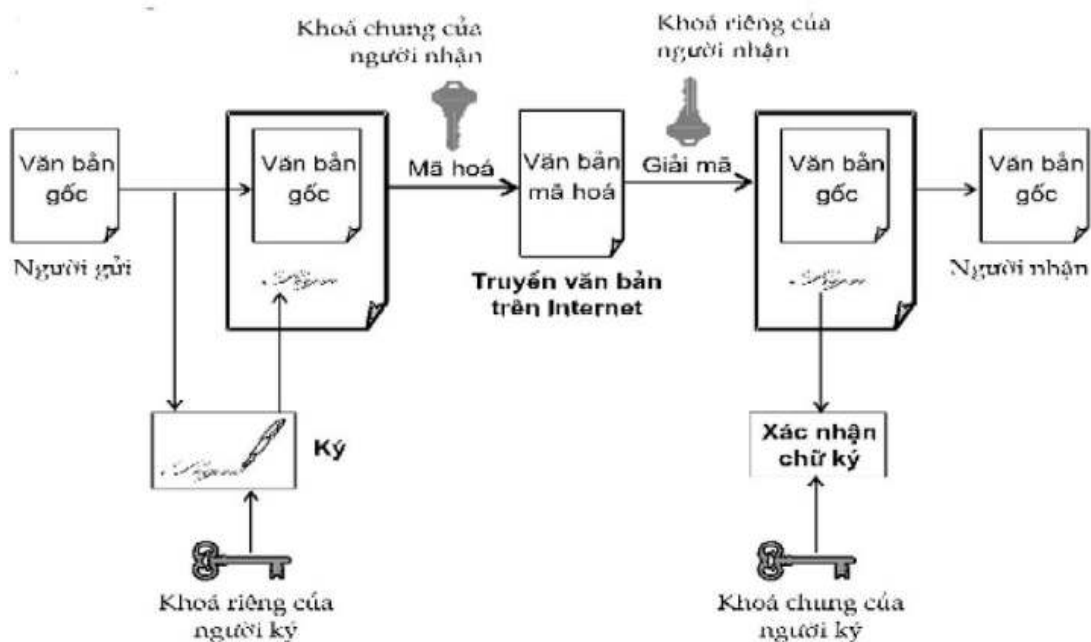 Khoá chung của
người nhận
Khoá riêng của
người nhận
Văn bản
gốc
Người gửi
Văn bản
gốc
Sign
Mã hoá
Văn bản
mã hoá
Truyền văn bản
trên Internet
Giải mã
Văn bản
gốc
Sign
Văn bản
gốc
Người nhận
Ký
Khoá riêng của
người ký
Xác nhận
chữ ký
Khoá chung của
người ký